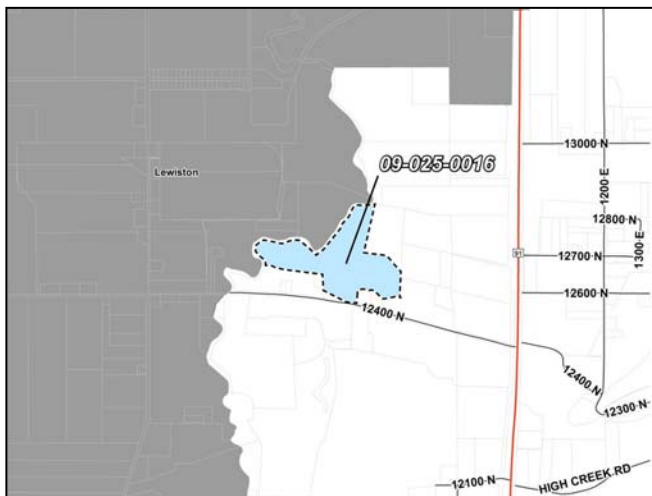 13000 N
09-025-0016
Lewiston
1200 E
12800 N
1300 E
91
12700 N
12600 N
12400 N
12400 N
12300 N
HIGH CREEK RD
12100 N